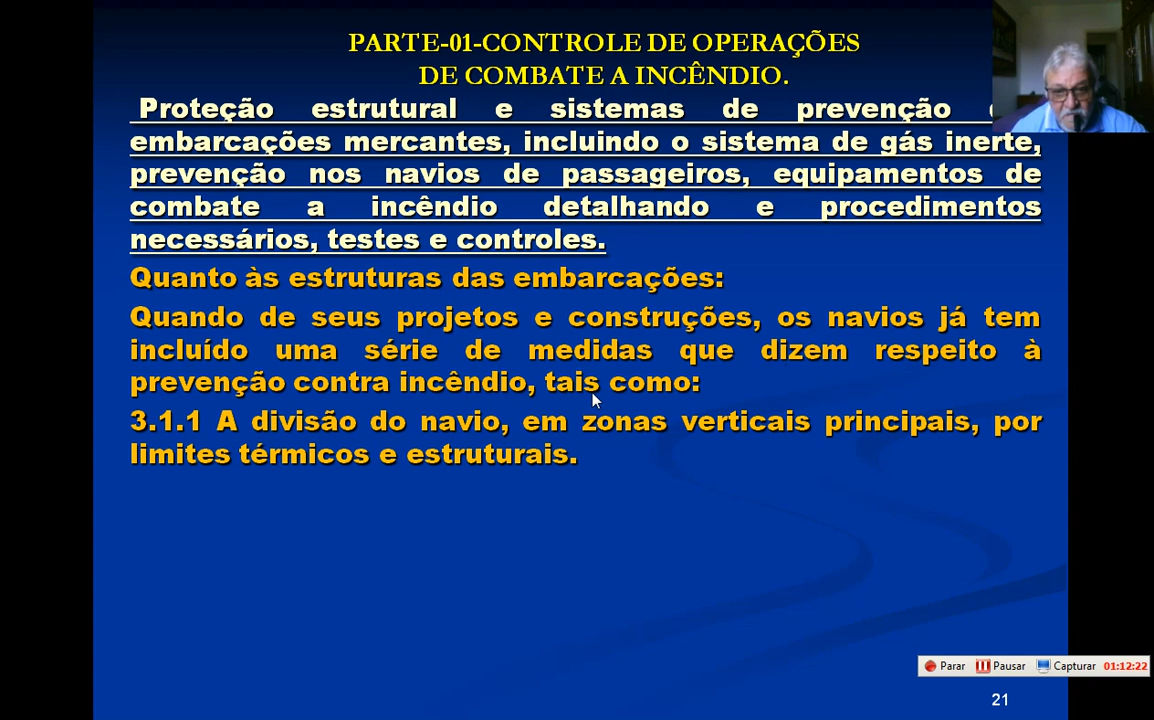 PARTE-01-CONTROLE DE OPERAÇÕES
DE COMBATE A INCÊNDIO.
Proteção estrutural e sistemas de prevenção
embarcações mercantes, incluindo o sistema de gás inerte,
prevenção nos navios de passageiros, equipamentos de
combate a incêndio detalhando e procedimentos
necessários, testes e controles.
Quanto às estruturas das embarcações:
Quando de seus projetos e construções, os navios já tem
incluído uma série de medidas que dizem respeito à
prevenção contra incêndio, tais como:
3.1.1 A divisão do navio, em zonas verticais principais, por
limites térmicos e estruturais.
Parar Pausar Capturar 01:12:22
21